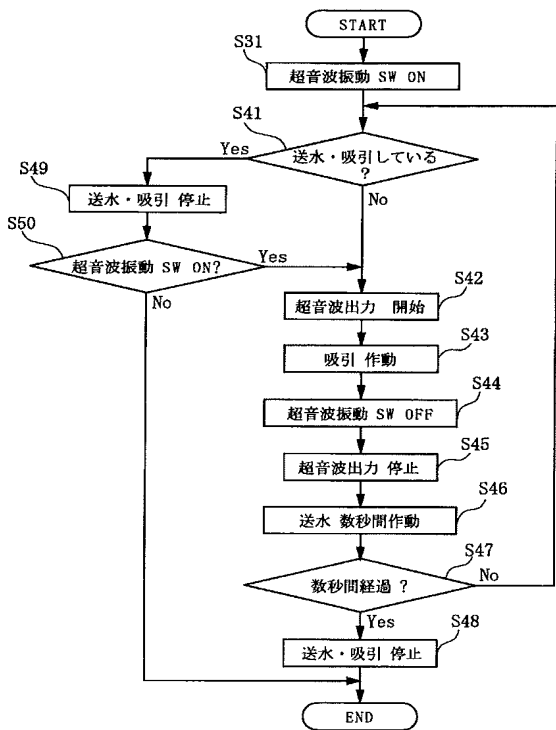 START
S31
超音波振動 SW ON
S41
送水・吸引している
?
Yes
No
S49
送水・吸引 停止
S50
超音波振動 SW ON?
Yes
No
S42
超音波出力 開始
S43
吸引 作動
S44
超音波振動 SW OFF
S45
超音波出力 停止
S46
送水 数秒間作動
S47
数秒間経過 ?
No
Yes
S48
送水・吸引 停止
END